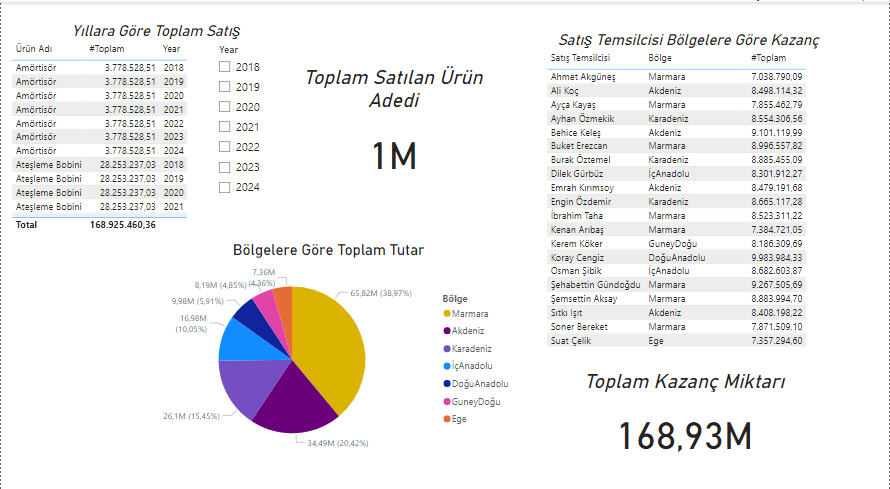 Yıllara Göre Toplam Satış
Ürün Adı #Toplam Year
Amörtisör 3.778.528,51 2018
Amörtisör 3.778.528,51 2019
Amörtisör 3.778.528,51 2020
Amörtisör 3.778.528,51 2021
Amörtisör 3.778.528,51 2022
Amörtisör 3.778.528,51 2023
Amörtisör 3.778.528,51 2024
Ateşleme Bobini 28.253.237,03 2018
Ateşleme Bobini 28.253.237,03 2019
Ateşleme Bobini 28.253.237,03 2020
Ateşleme Bobini 28.253.237,03 2021
Total 168.925.460,36
Year
2018
2019
2020
2021
2022
2023
2024
Toplam Satılan Ürün
Adedi
1M
Satış Temsilcisi Bölgelere Göre Kazanç
Satış Temsilcisi Bölge #Toplam
Ahmet Akgüneş Marmara 7.038.790,09
Ali Koç Akdeniz 8.498.114,32
Ayça Kayaş Marmara 7.855.462,79
Ayhan Özmekik Karadeniz 8.554.306,56
Behice Keleş Akdeniz 9.101.119,99
Buket Erezcan Marmara 8.996.557,82
Burak Öztemel Karadeniz 8.885.455,09
Dilek Gürbüz İçAnadolu 8.301.912,27
Emrah Kırımsoy Akdeniz 8.479.191,68
Engin Özdemir Karadeniz 8.665.117,28
İbrahim Taha Marmara 8.523.311,22
Kenan Arıbaş Marmara 7.384.721,05
Kerem Köker GuneyDoğu 8.186.309,69
Koray Cengiz DoğuAnadolu 9.983.984,33
Osman Şibik İçAnadolu 8.682.603,87
Şehabettin Gündoğdu Marmara 9.267.505,69
Şemsettin Aksay Marmara 8.883.994,70
Sıtkı Işıt Akdeniz 8.408.198,22
Soner Bereket Marmara 7.871.509,10
Suat Çelik Ege 7.357.294,60
Bölgelere Göre Toplam Tutar
7,36M
(4,36%)
8,19M (4,85%)
9,98M (5,91%)
16,98M
(10,05%)
26,1M (15,45%)
34,49M (20,42%)
65,82M (38,97%)
Bölge
Marmara
Akdeniz
Karadeniz
İçAnadolu
DoğuAnadolu
GuneyDoğu
Ege
Toplam Kazanç Miktarı
168,93M